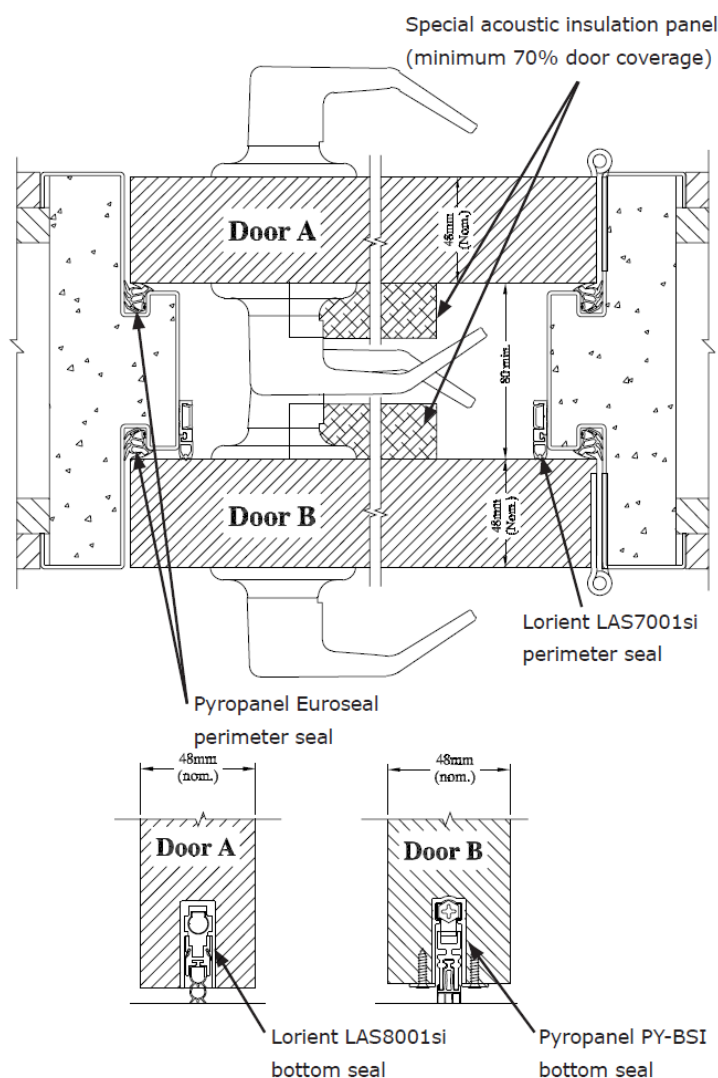 Special acoustic insulation panel
(minimum 70% door coverage)
Door A
48mm
(Nom.)
80 min.
Door B
48mm
(Nom.)
Lorient LAS7001si
perimeter seal
Pyropanel Euroseal
perimeter seal
48mm
(nom.)
48mm
(nom.)
Door A
Door B
Lorient LAS8001si
bottom seal
Pyropanel PY-BSI
bottom seal